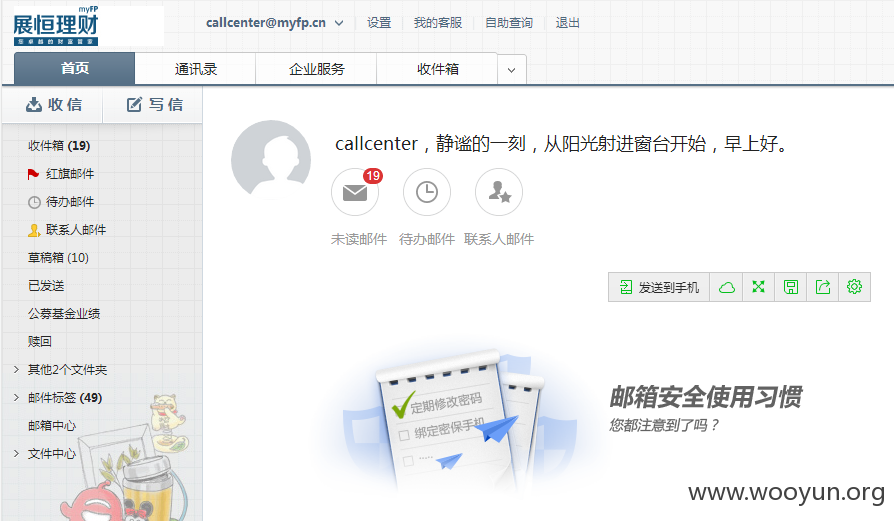 myFP
展恒理财
您卓越的财富管家
callcenter@myfp.cn
设置
我的客服
自助查询
退出
首页
通讯录
企业服务
收件箱
收信
写信
收件箱 (19)
红旗邮件
待办邮件
联系人邮件
草稿箱 (10)
已发送
公募基金业绩
赎回
其他2个文件夹
邮件标签 (49)
邮箱中心
文件中心
callcenter，静谧的一刻，从阳光射进窗台开始，早上好。
19
未读邮件
待办邮件
联系人邮件
发送到手机
定期修改密码
绑定密保手机
.....
邮箱安全使用习惯
您都注意到了吗？
www.wooyun.org